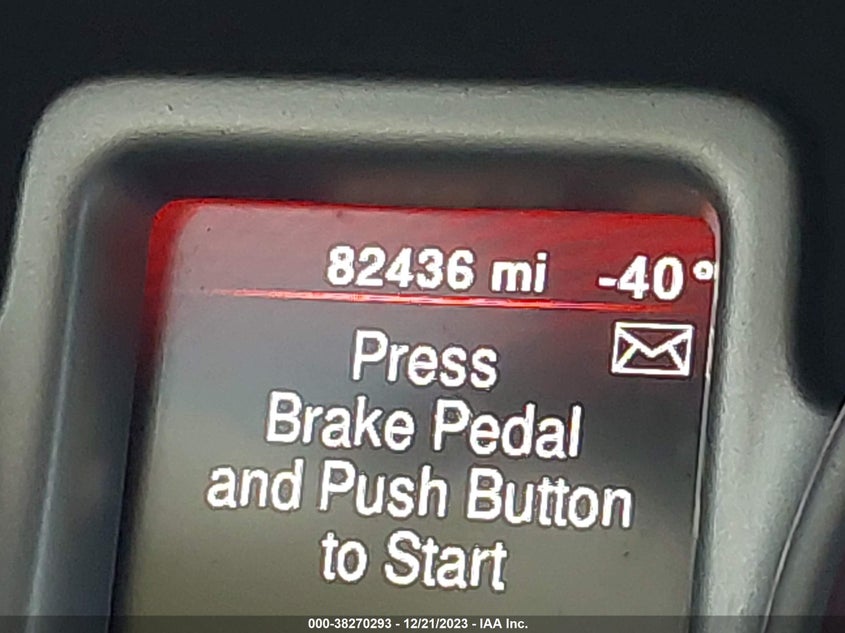 82436 mi -40°
Press
Brake Pedal
and Push Button
to Start
000-38270293 - 12/21/2023 - IAA Inc.